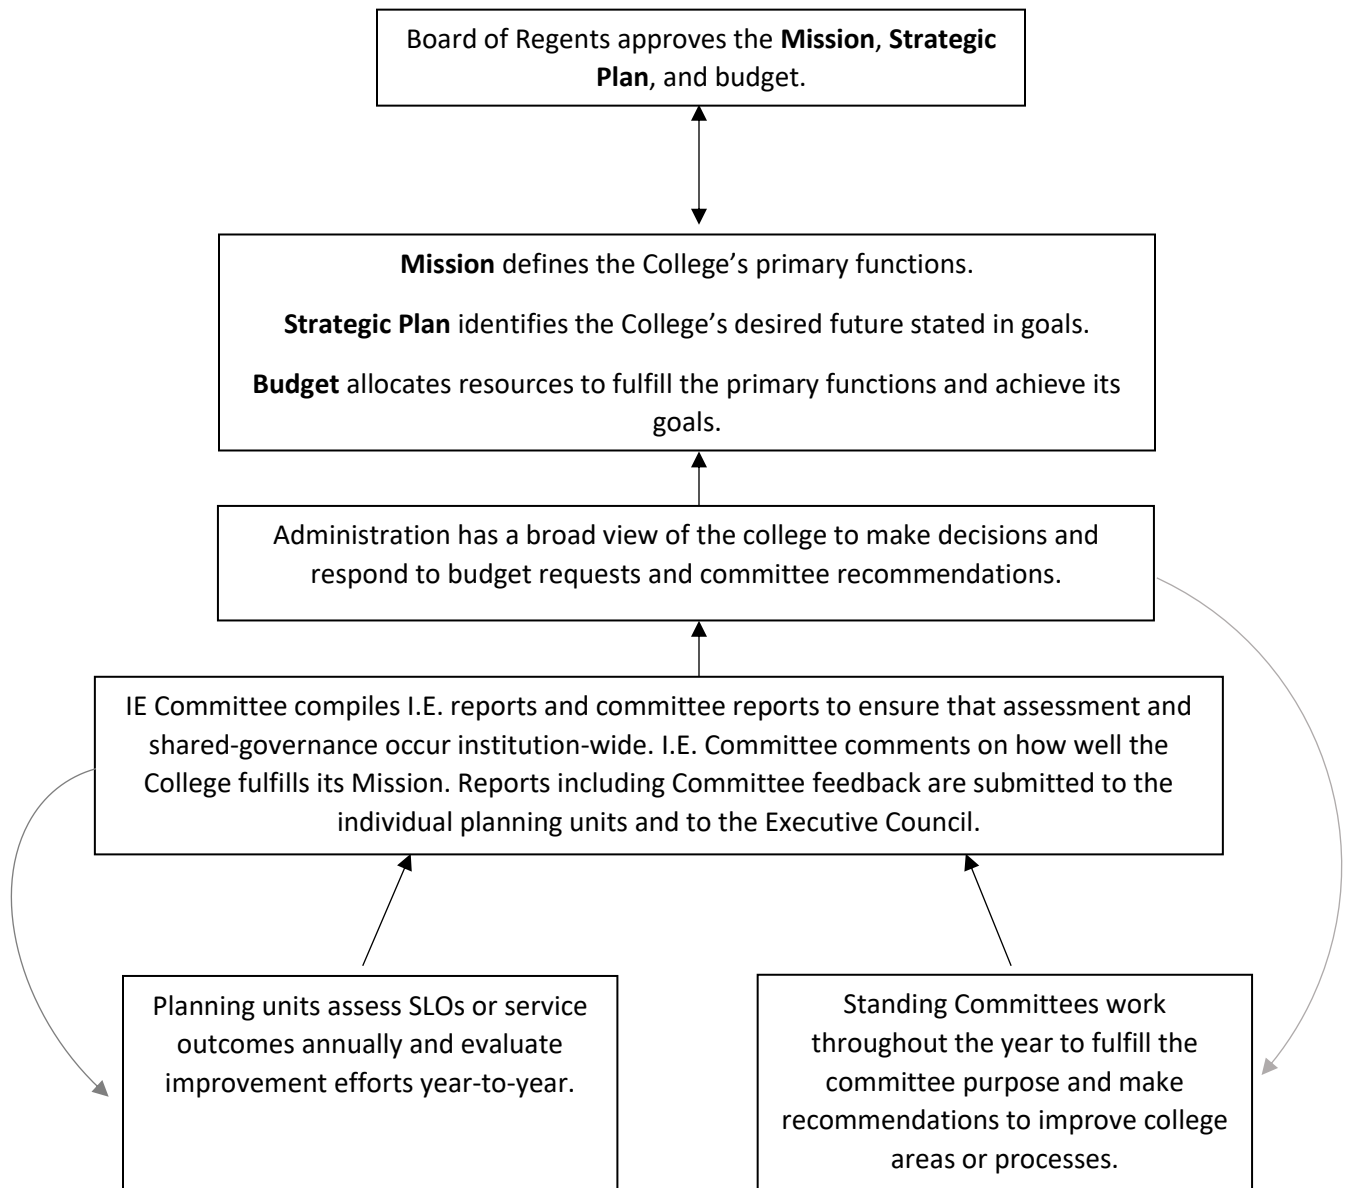 Board of Regents approves the Mission, Strategic
Plan, and budget.
Mission defines the College’s primary functions.
Strategic Plan identifies the College’s desired future stated in goals.
Budget allocates resources to fulfill the primary functions and achieve its
goals.
Administration has a broad view of the college to make decisions and
respond to budget requests and committee recommendations.
IE Committee compiles I.E. reports and committee reports to ensure that assessment and
shared-governance occur institution-wide. I.E. Committee comments on how well the
College fulfills its Mission. Reports including Committee feedback are submitted to the
individual planning units and to the Executive Council.
Planning units assess SLOs or service
outcomes annually and evaluate
improvement efforts year-to-year.
Standing Committees work
throughout the year to fulfill the
committee purpose and make
recommendations to improve college
areas or processes.